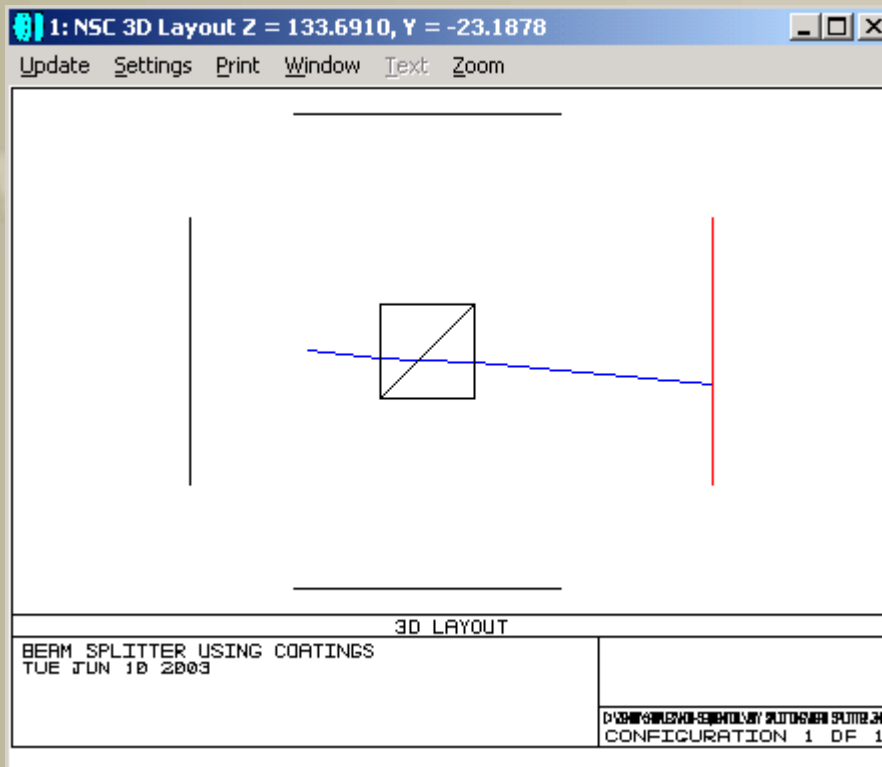 1: NSC 3D Layout Z = 133.6910, Y = -23.1878
Update Settings Print Window Text Zoom
3D LAYOUT
BEAM SPLITTER USING COATINGS
TUE JUN 10 2003
CONFIGURATION 1 OF 1